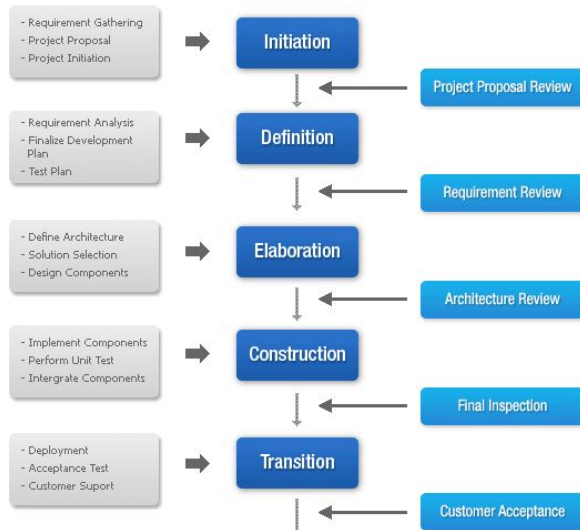 - Requirement Gathering
- Project Proposal
- Project Initiation
Initiation
Project Proposal Review
- Requirement Analysis
- Finalize Development
Plan
- Test Plan
Definition
Requirement Review
- Define Architecture
- Solution Selection
- Design Components
Elaboration
Architecture Review
- Implement Components
- Perform Unit Test
- Intergrate Components
Construction
Final Inspection
- Deployment
- Acceptance Test
- Customer Suport
Transition
Customer Acceptance